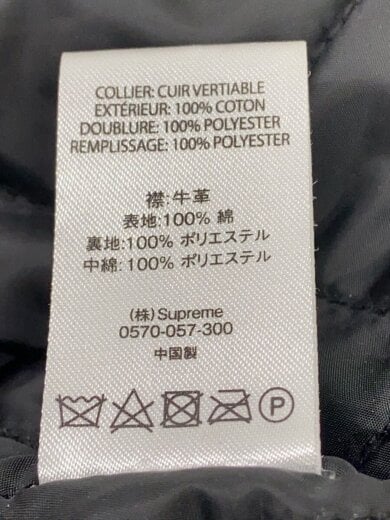 COLLIER: CUIR VERTIABLE
EXTÉRIEUR: 100% COTON
DOUBLURE: 100% POLYESTER
REMPLISSAGE: 100% POLYESTER
襟:牛革
表地:100% 綿
裏地:100% ポリエステル
中綿: 100% ポリエステル
(株) Supreme
0570-057-300
中国製
P